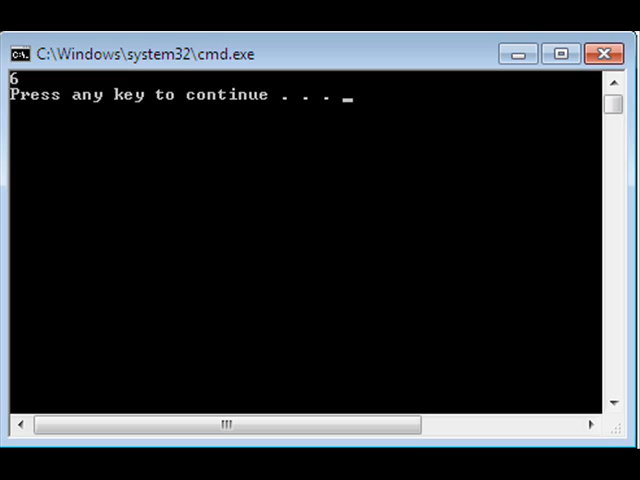 C:\Windows\system32\cmd.exe
6
Press any key to continue . . . _